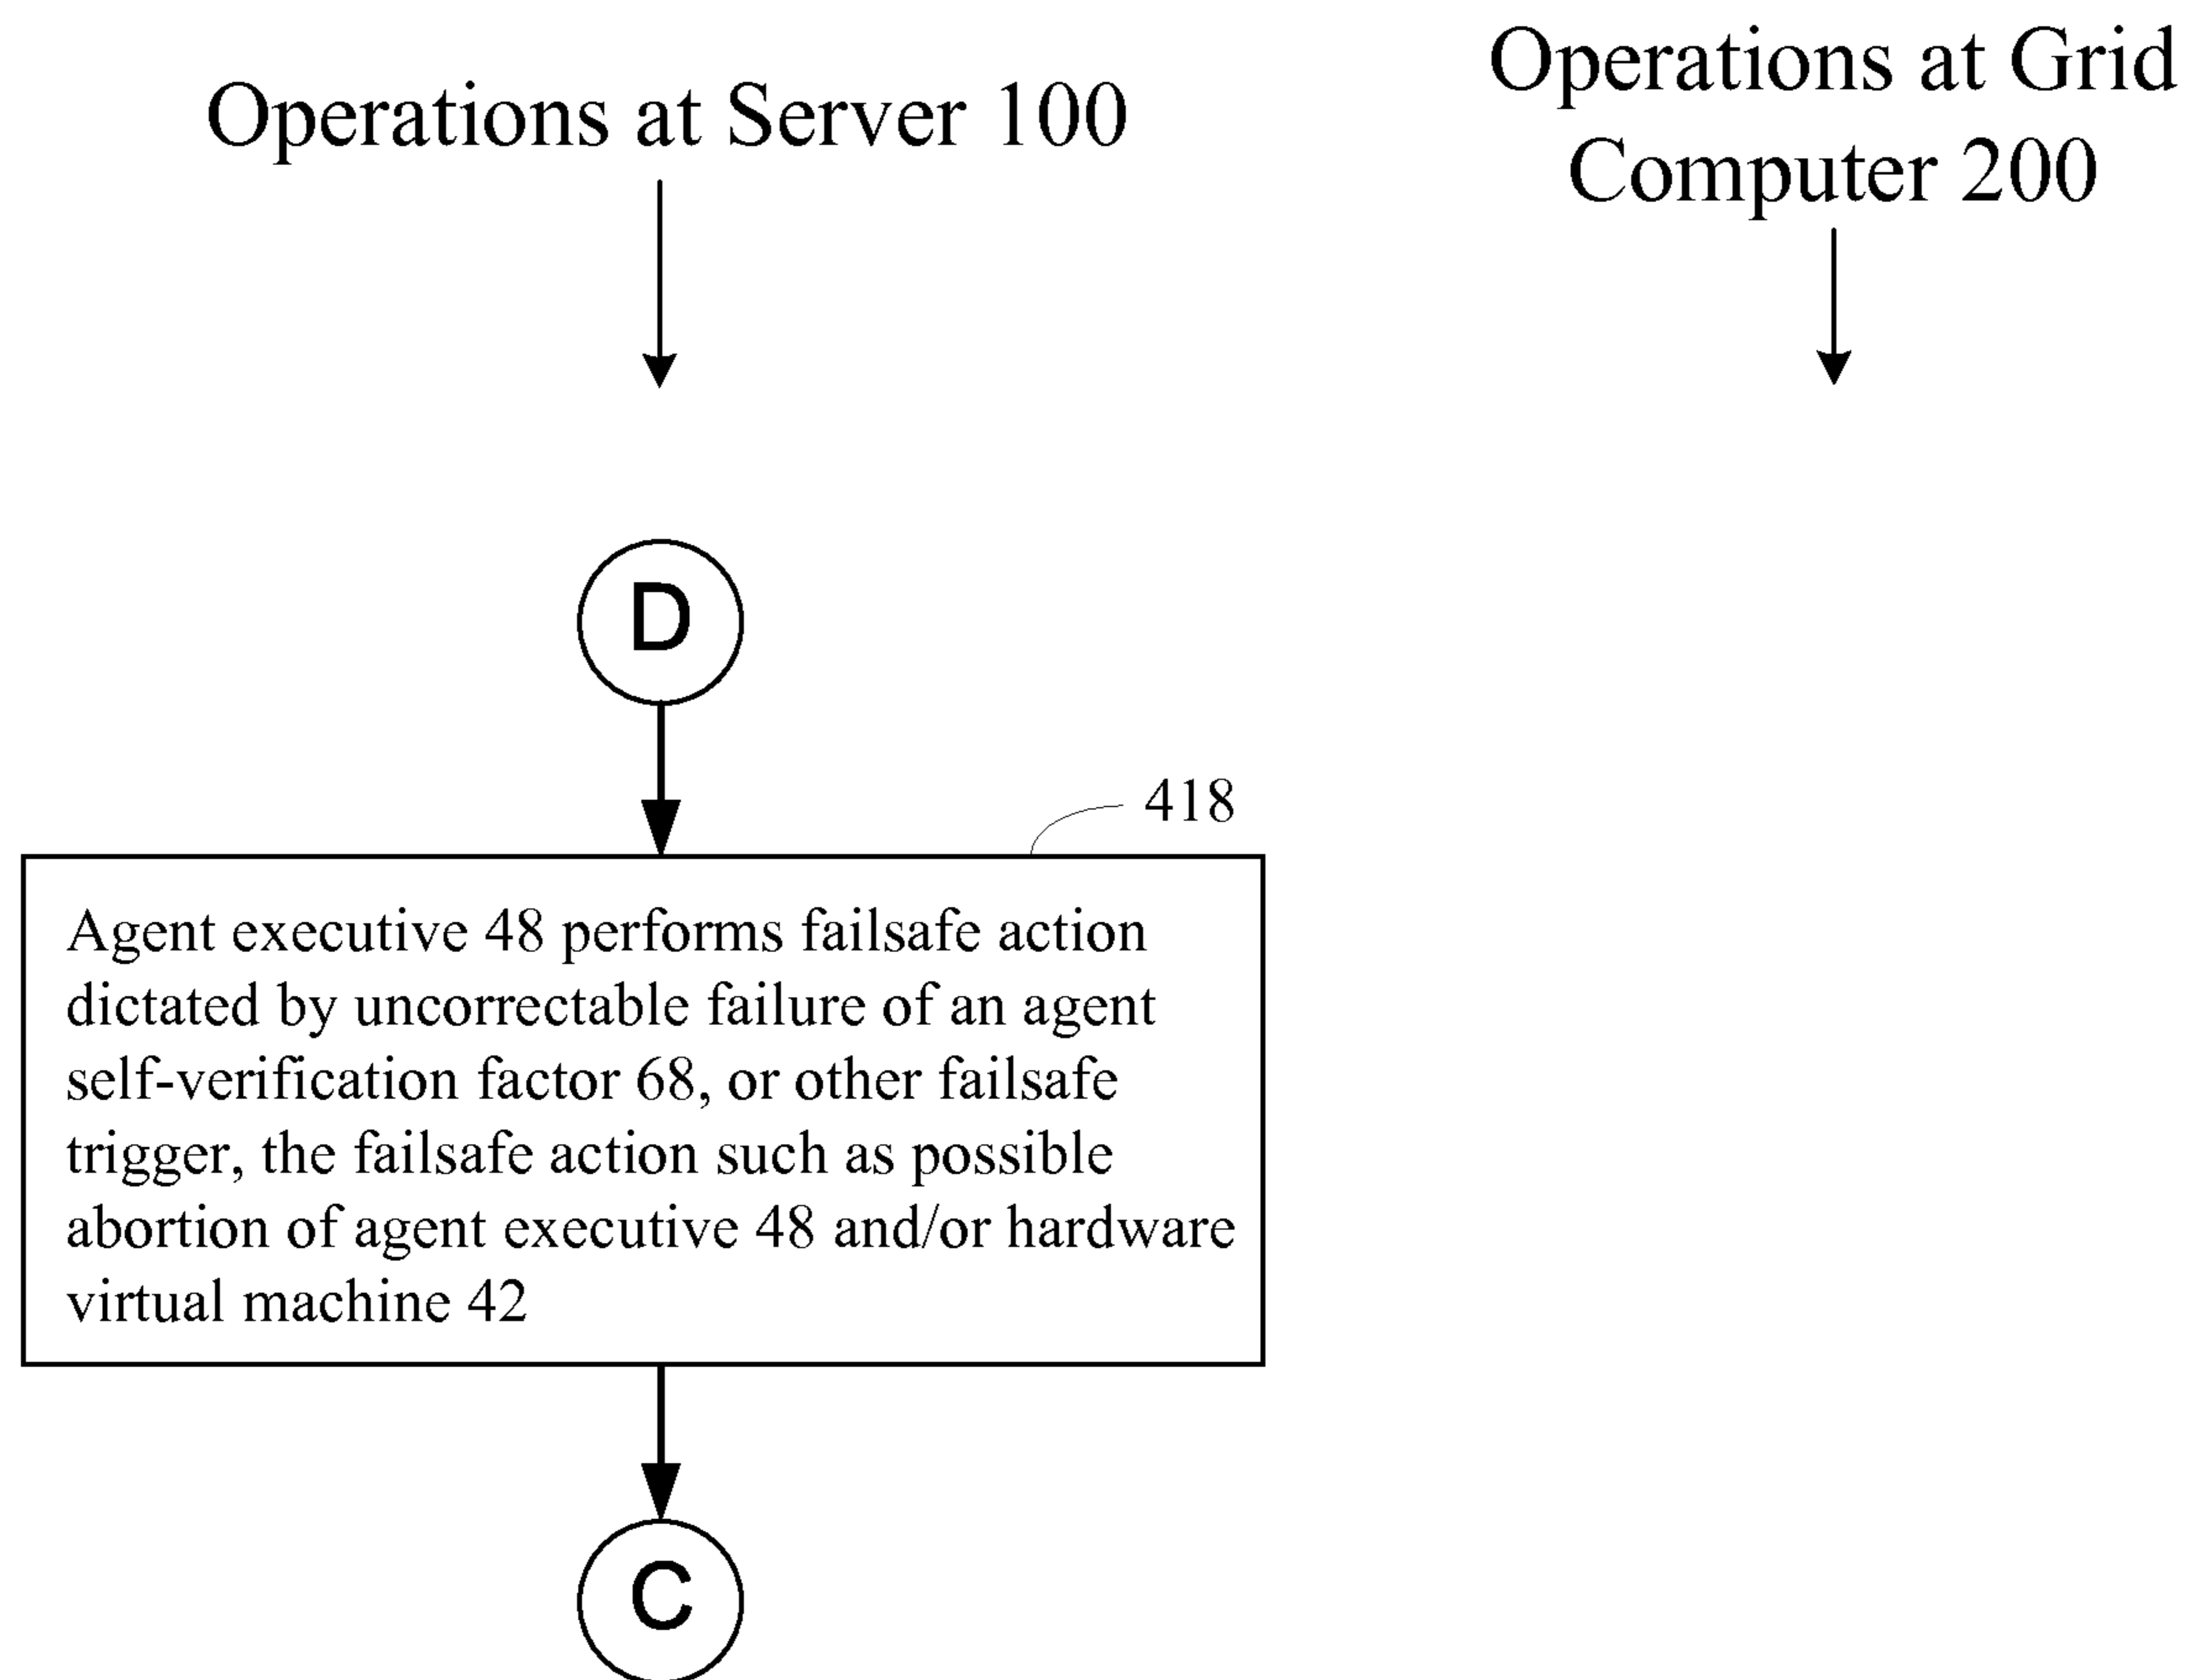 Operations at Server 100
Operations at Grid
Computer 200
D
418
Agent executive 48 performs failsafe action
dictated by uncorrectable failure of an agent
self-verification factor 68, or other failsafe
trigger, the failsafe action such as possible
abortion of agent executive 48 and/or hardware
virtual machine 42
C